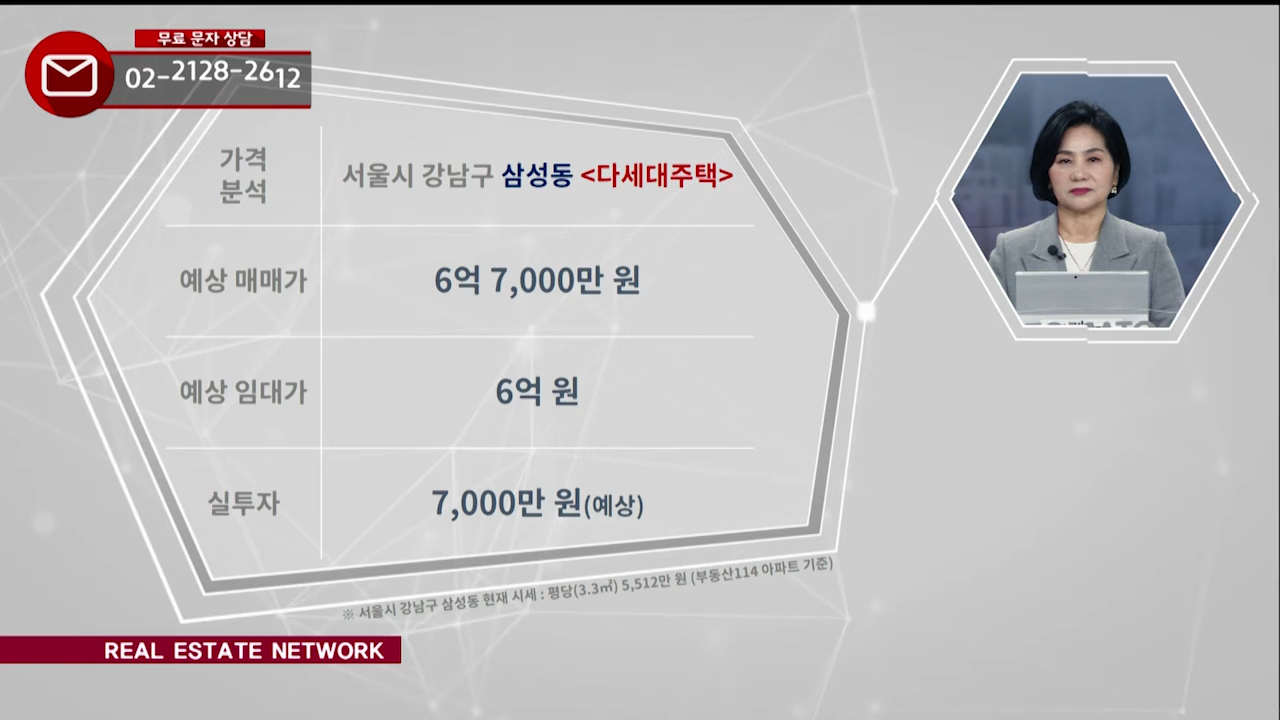 무료 문자 상담
02-2128-2612
가격
분석
서울시 강남구 삼성동 <다세대주택>
예상 매매가
6억 7,000만 원
예상 임대가
6억 원
실투자
7,000만 원(예상)
※ 서울시 강남구 삼성동 현재 시세 : 평당(3.3㎡) 5,512만 원 (부동산114 아파트 기준)
REAL ESTATE NETWORK